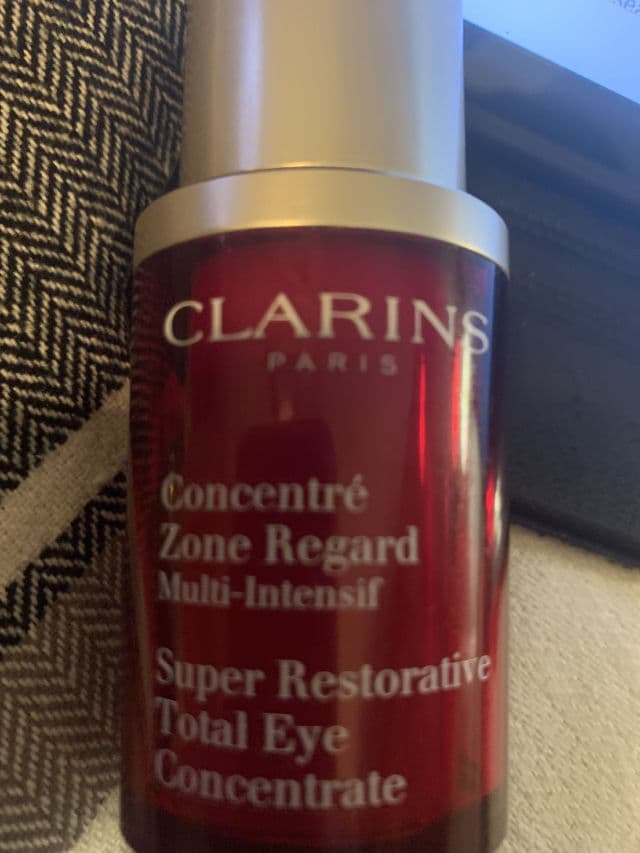 CLARINS
PARIS
Concentré
Zone Regard
Multi-Intensif
Super Restorative
Total Eye
Concentrate